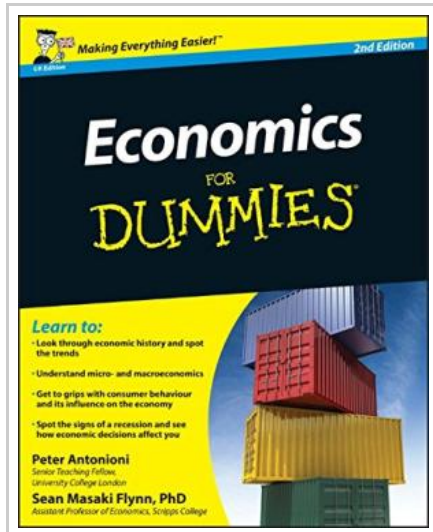 Making Everything Easier!™
UK Edition
2nd Edition
Economics
FOR
DUMMIES®
Learn to:
• Look through economic history and spot
the trends
• Understand micro- and macroeconomics
• Get to grips with consumer behaviour
and its influence on the economy
• Spot the signs of a recession and see
how economic decisions affect you
Peter Antonioni
Senior Teaching Fellow,
University College London
Sean Masaki Flynn, PhD
Assistant Professor of Economics, Scripps College